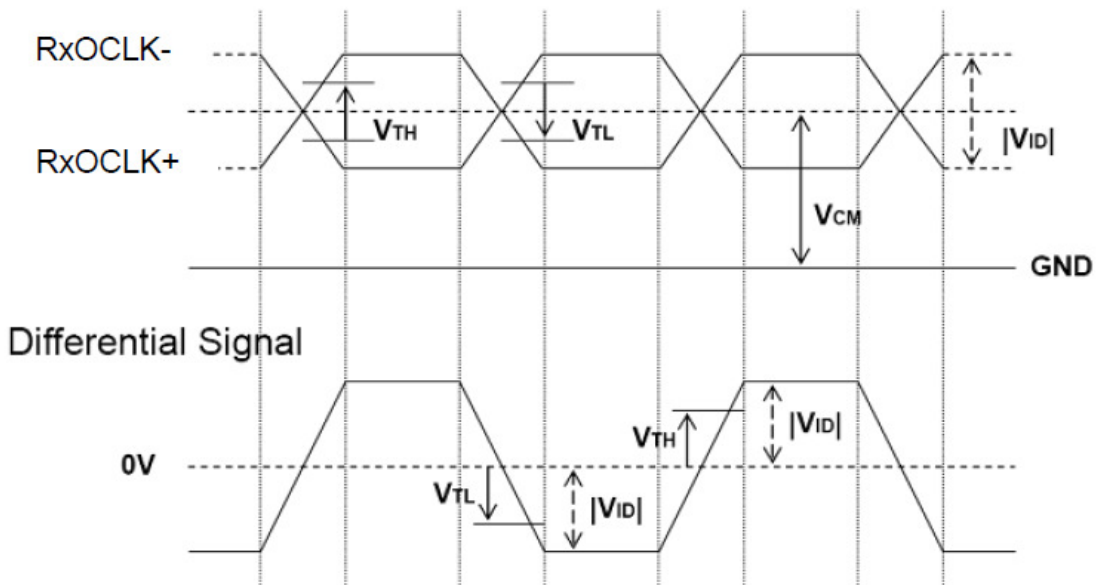 RxOCLK-
VTH
VTL
|VID|
RxOCLK+
VCM
GND
Differential Signal
VTH
|VID|
0V
VTL
|VID|